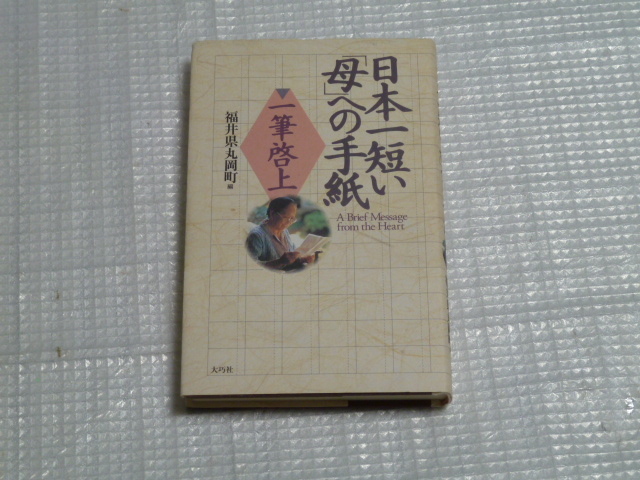 日本一短い
「母」への手紙
一筆啓上
A Brief Message
from the Heart
福井県丸岡町 編
大巧社